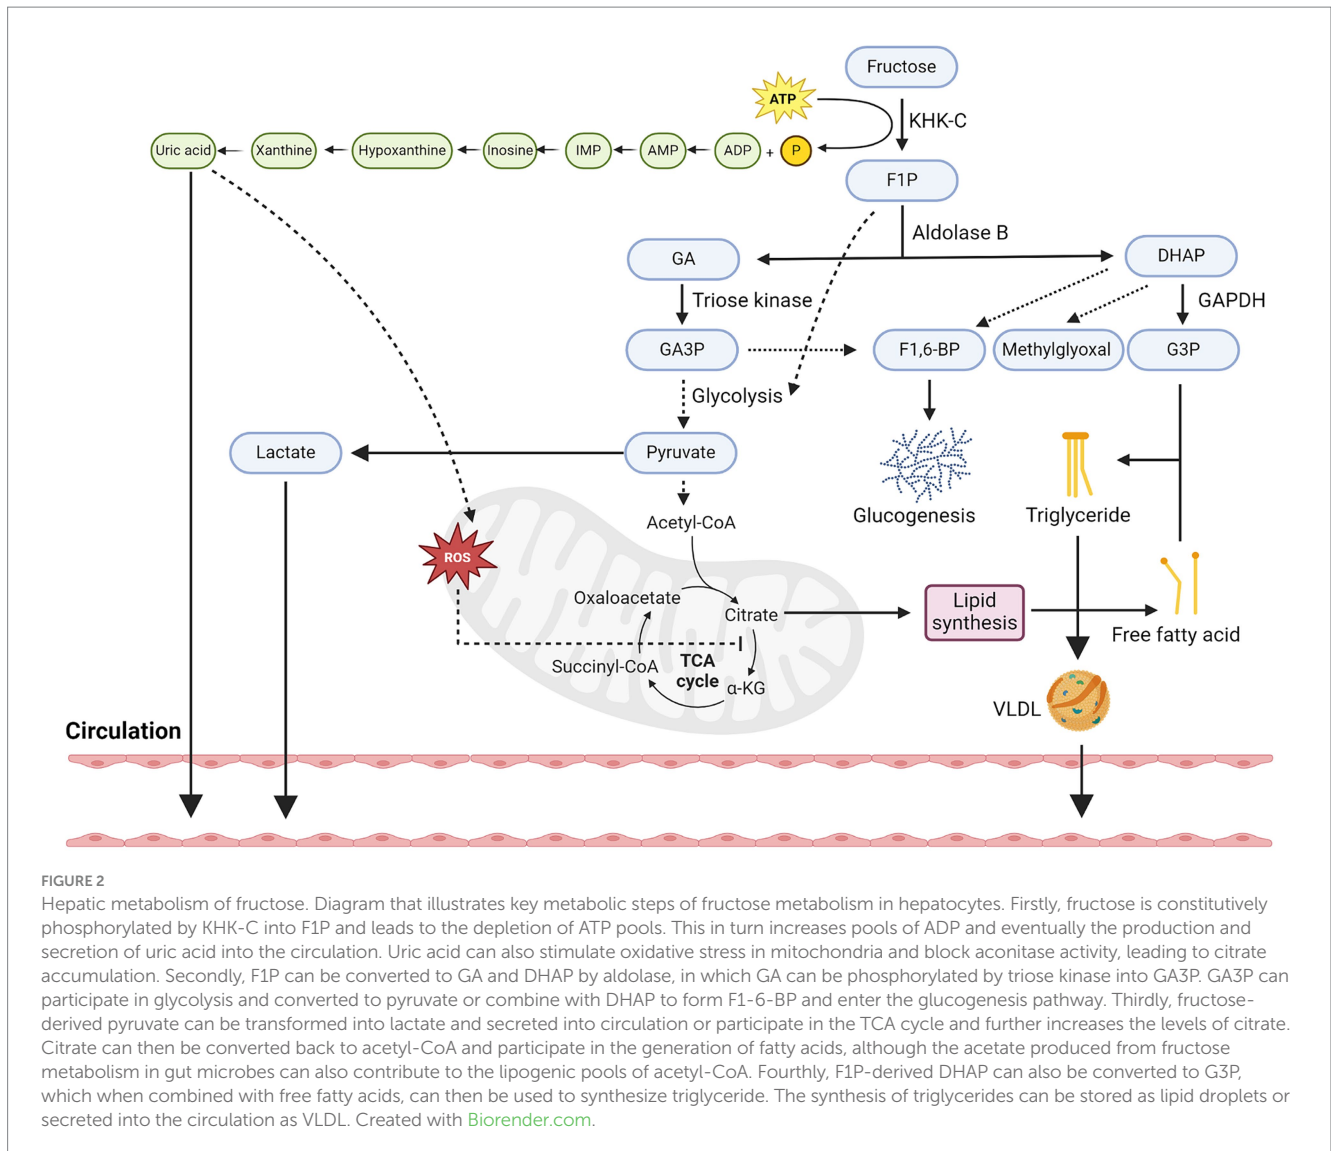 Fructose
ATP
KHK-C
Uric acid
Xanthine
Hypoxanthine
Inosine
IMP
AMP
ADP
+
P
F1P
Aldolase B
GA
DHAP
Triose kinase
GAPDH
GA3P
F1,6-BP
Methylglyoxal
G3P
Glycolysis
Lactate
Pyruvate
Glucogenesis
Triglyceride
Acetyl-CoA
ROS
Oxaloacetate
Citrate
Lipid
synthesis
Free fatty acid
Succinyl-CoA
TCA
cycle
α-KG
VLDL
Circulation
FIGURE 2
Hepatic metabolism of fructose. Diagram that illustrates key metabolic steps of fructose metabolism in hepatocytes. Firstly, fructose is constitutively
phosphorylated by KHK-C into F1P and leads to the depletion of ATP pools. This in turn increases pools of ADP and eventually the production and
secretion of uric acid into the circulation. Uric acid can also stimulate oxidative stress in mitochondria and block aconitase activity, leading to citrate
accumulation. Secondly, F1P can be converted to GA and DHAP by aldolase, in which GA can be phosphorylated by triose kinase into GA3P. GA3P can
participate in glycolysis and converted to pyruvate or combine with DHAP to form F1-6-BP and enter the glucogenesis pathway. Thirdly, fructose-
derived pyruvate can be transformed into lactate and secreted into circulation or participate in the TCA cycle and further increases the levels of citrate.
Citrate can then be converted back to acetyl-CoA and participate in the generation of fatty acids, although the acetate produced from fructose
metabolism in gut microbes can also contribute to the lipogenic pools of acetyl-CoA. Fourthly, F1P-derived DHAP can also be converted to G3P,
which when combined with free fatty acids, can then be used to synthesize triglyceride. The synthesis of triglycerides can be stored as lipid droplets or
secreted into the circulation as VLDL. Created with Biorender.com.